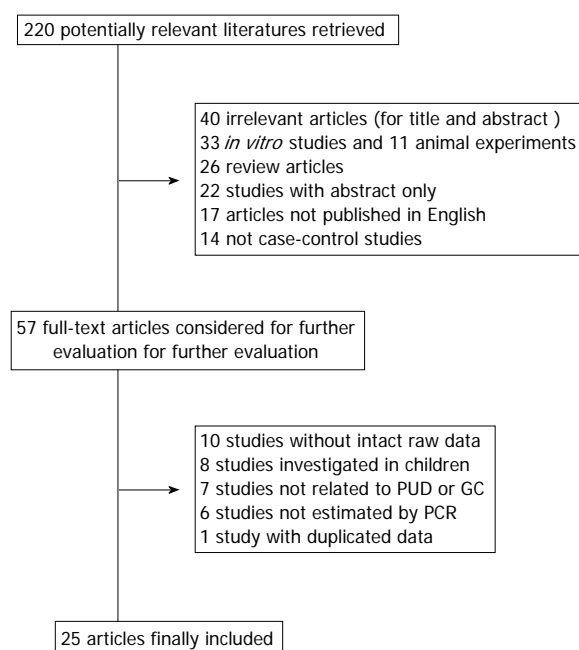 220 potentially relevant literatures retrieved
40 irrelevant articles (for title and abstract )
33 in vitro studies and 11 animal experiments
26 review articles
22 studies with abstract only
17 articles not published in English
14 not case-control studies
57 full-text articles considered for further
evaluation for further evaluation
10 studies without intact raw data
8 studies investigated in children
7 studies not related to PUD or GC
6 studies not estimated by PCR
1 study with duplicated data
25 articles finally included